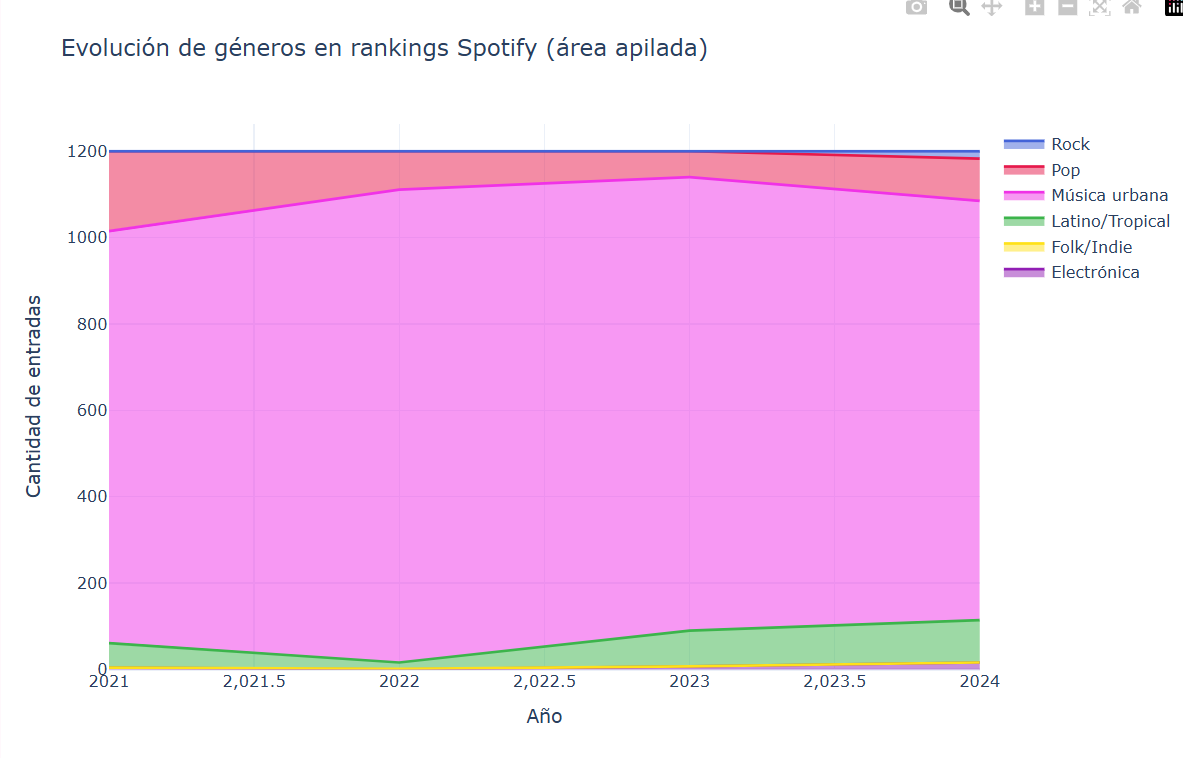 Evolución de géneros en rankings Spotify (área apilada)
Cantidad de entradas
1200
1000
800
600
400
200
0
2021
2,021.5
2022
2,022.5
2023
2,023.5
2024
Año
Rock
Pop
Música urbana
Latino/Tropical
Folk/Indie
Electrónica